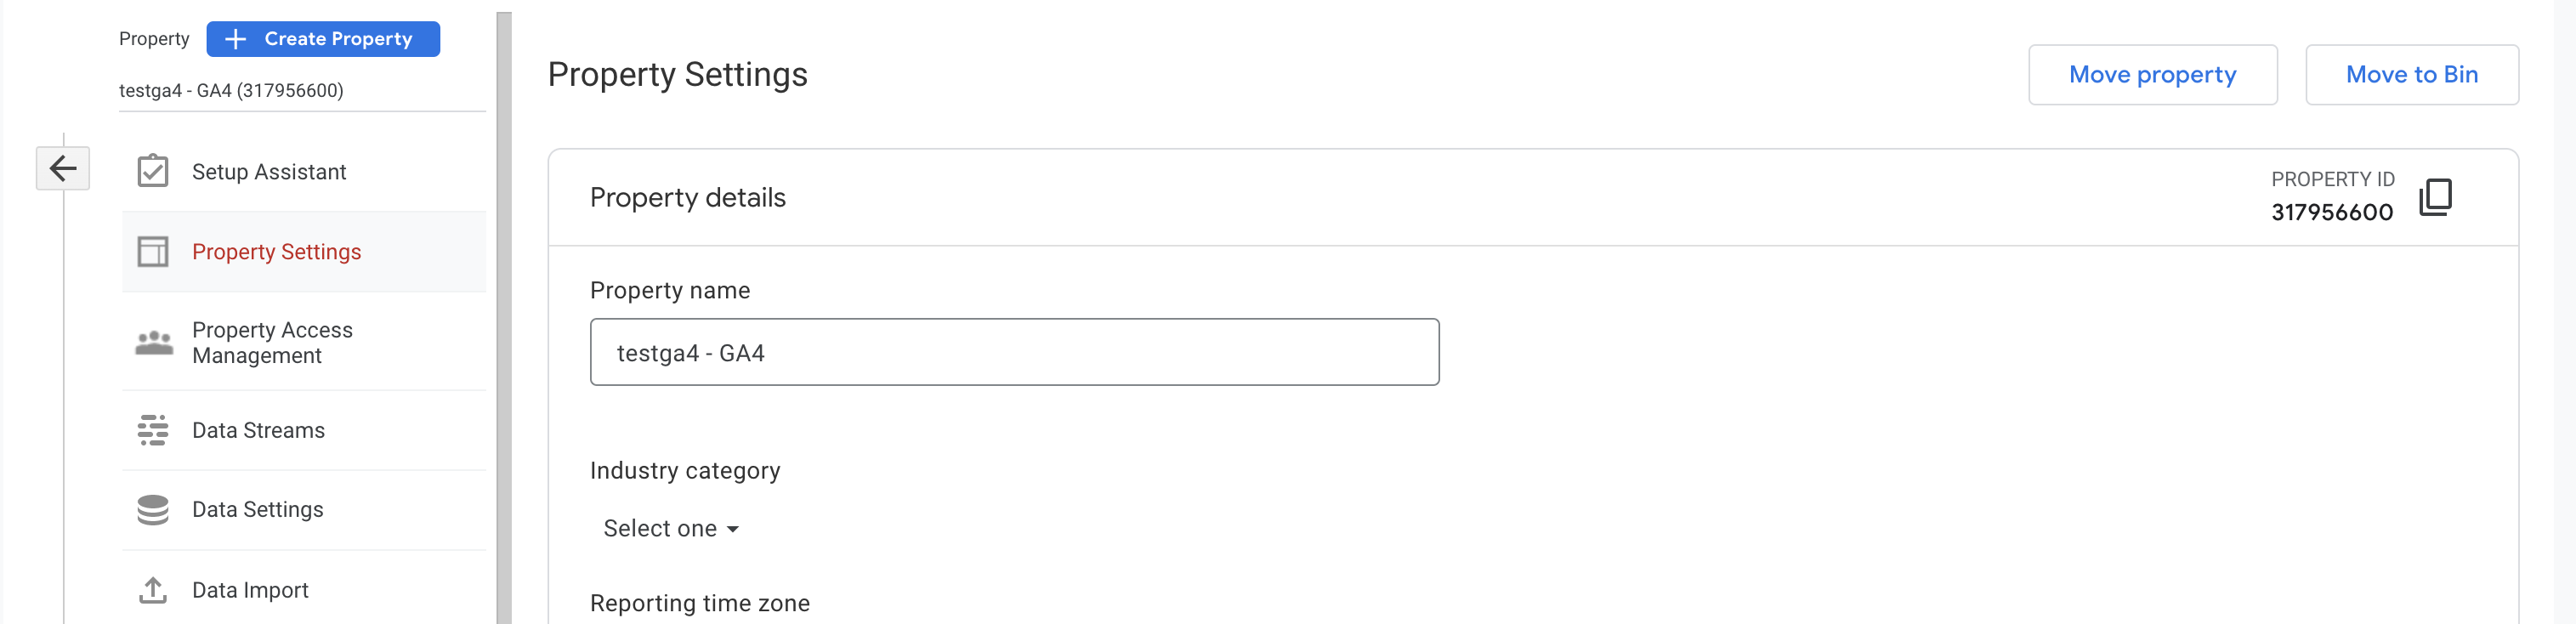 Property
Create Property
testga4 - GA4 (317956600)
Setup Assistant
Property Settings
Property Access
Management
Data Streams
Data Settings
Data Import
Property Settings
Move property
Move to Bin
Property details
PROPERTY ID
317956600
Property name
testga4 - GA4
Industry category
Select one
Reporting time zone